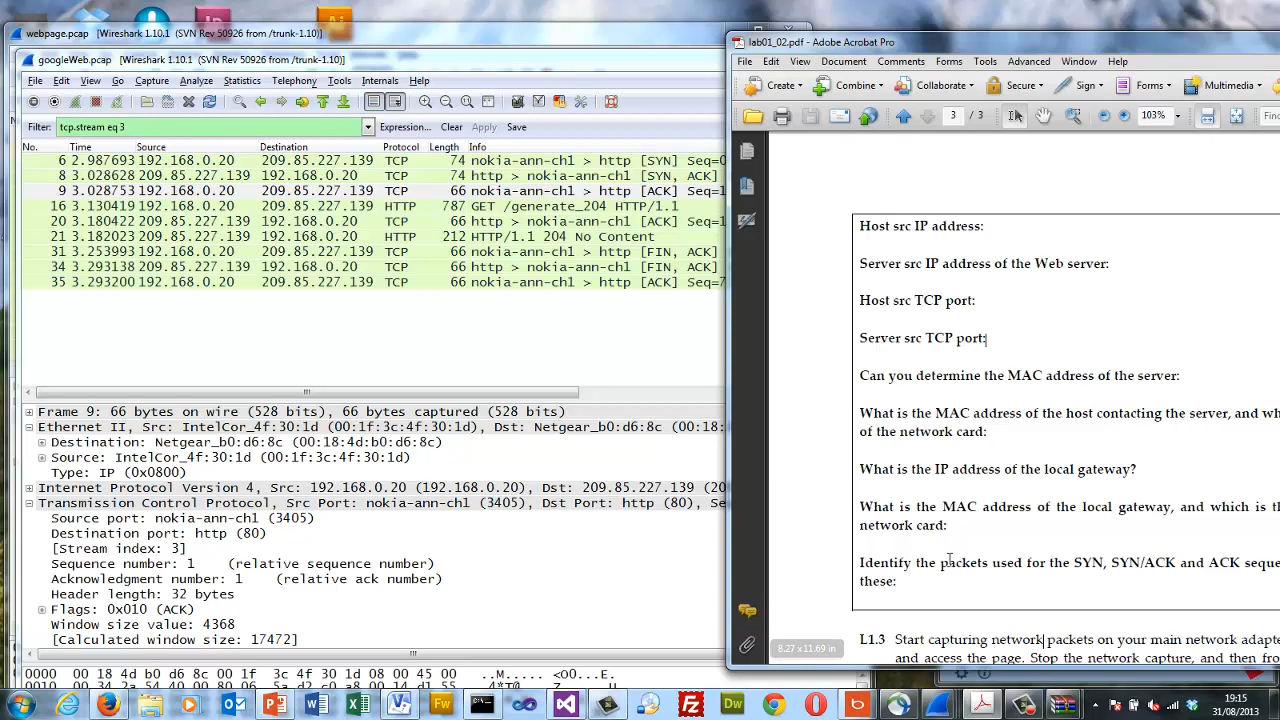 webpage.pcap [Wireshark 1.10.1 (SVN Rev 50926 from /trunk-1.10)]
googleWeb.pcap [Wireshark 1.10.1 (SVN Rev 50926 from /trunk-1.10)]
File Edit View Go Capture Analyze Statistics Telephony Tools Internals Help
Filter: tcp.stream eq 3 Expression... Clear Apply Save
No. Time Source Destination Protocol Length Info
6 2.987693 192.168.0.20 209.85.227.139 TCP 74 nokia-ann-ch1 > http [SYN] Seq=0
8 3.028628 209.85.227.139 192.168.0.20 TCP 74 http > nokia-ann-ch1 [SYN, ACK]
9 3.028753 192.168.0.20 209.85.227.139 TCP 66 nokia-ann-ch1 > http [ACK] Seq=1
16 3.130419 192.168.0.20 209.85.227.139 HTTP 787 GET /generate_204 HTTP/1.1
20 3.180422 209.85.227.139 192.168.0.20 TCP 66 http > nokia-ann-ch1 [ACK] Seq=1
21 3.182023 209.85.227.139 192.168.0.20 HTTP 212 HTTP/1.1 204 No Content
31 3.253993 192.168.0.20 209.85.227.139 TCP 66 nokia-ann-ch1 > http [FIN, ACK]
34 3.293138 209.85.227.139 192.168.0.20 TCP 66 http > nokia-ann-ch1 [FIN, ACK]
35 3.293200 192.168.0.20 209.85.227.139 TCP 66 nokia-ann-ch1 > http [ACK] Seq=7
Frame 9: 66 bytes on wire (528 bits), 66 bytes captured (528 bits)
Ethernet II, Src: IntelCor_4f:30:1d (00:1f:3c:4f:30:1d), Dst: Netgear_b0:d6:8c (00:18:
Destination: Netgear_b0:d6:8c (00:18:4d:b0:d6:8c)
Source: IntelCor_4f:30:1d (00:1f:3c:4f:30:1d)
Type: IP (0x0800)
Internet Protocol Version 4, Src: 192.168.0.20 (192.168.0.20), Dst: 209.85.227.139 (20
Transmission Control Protocol, Src Port: nokia-ann-ch1 (3405), Dst Port: http (80), Se
Source port: nokia-ann-ch1 (3405)
Destination port: http (80)
[Stream index: 3]
Sequence number: 1 (relative sequence number)
Acknowledgment number: 1 (relative ack number)
Header length: 32 bytes
Flags: 0x010 (ACK)
Window size value: 4368
[Calculated window size: 17472]
0000 00 18 4d b0 d6 8c 00 1f 3c 4f 30 1d 08 00 45 00 ..M..... <OO...E.
lab01_02.pdf - Adobe Acrobat Pro
File Edit View Document Comments Forms Tools Advanced Window Help
Create Combine Collaborate Secure Sign Forms Multimedia
3 / 3 103% Find
Host src IP address:
Server src IP address of the Web server:
Host src TCP port:
Server src TCP port:
Can you determine the MAC address of the server:
What is the MAC address of the host contacting the server, and wh
of the network card:
What is the IP address of the local gateway?
What is the MAC address of the local gateway, and which is th
network card:
Identify the packets used for the SYN, SYN/ACK and ACK seque
these:
L1.3 Start capturing network packets on your main network adapt
and access the page. Stop the network capture, and then fro
8.27 x 11.69 in
19:15
31/08/2013